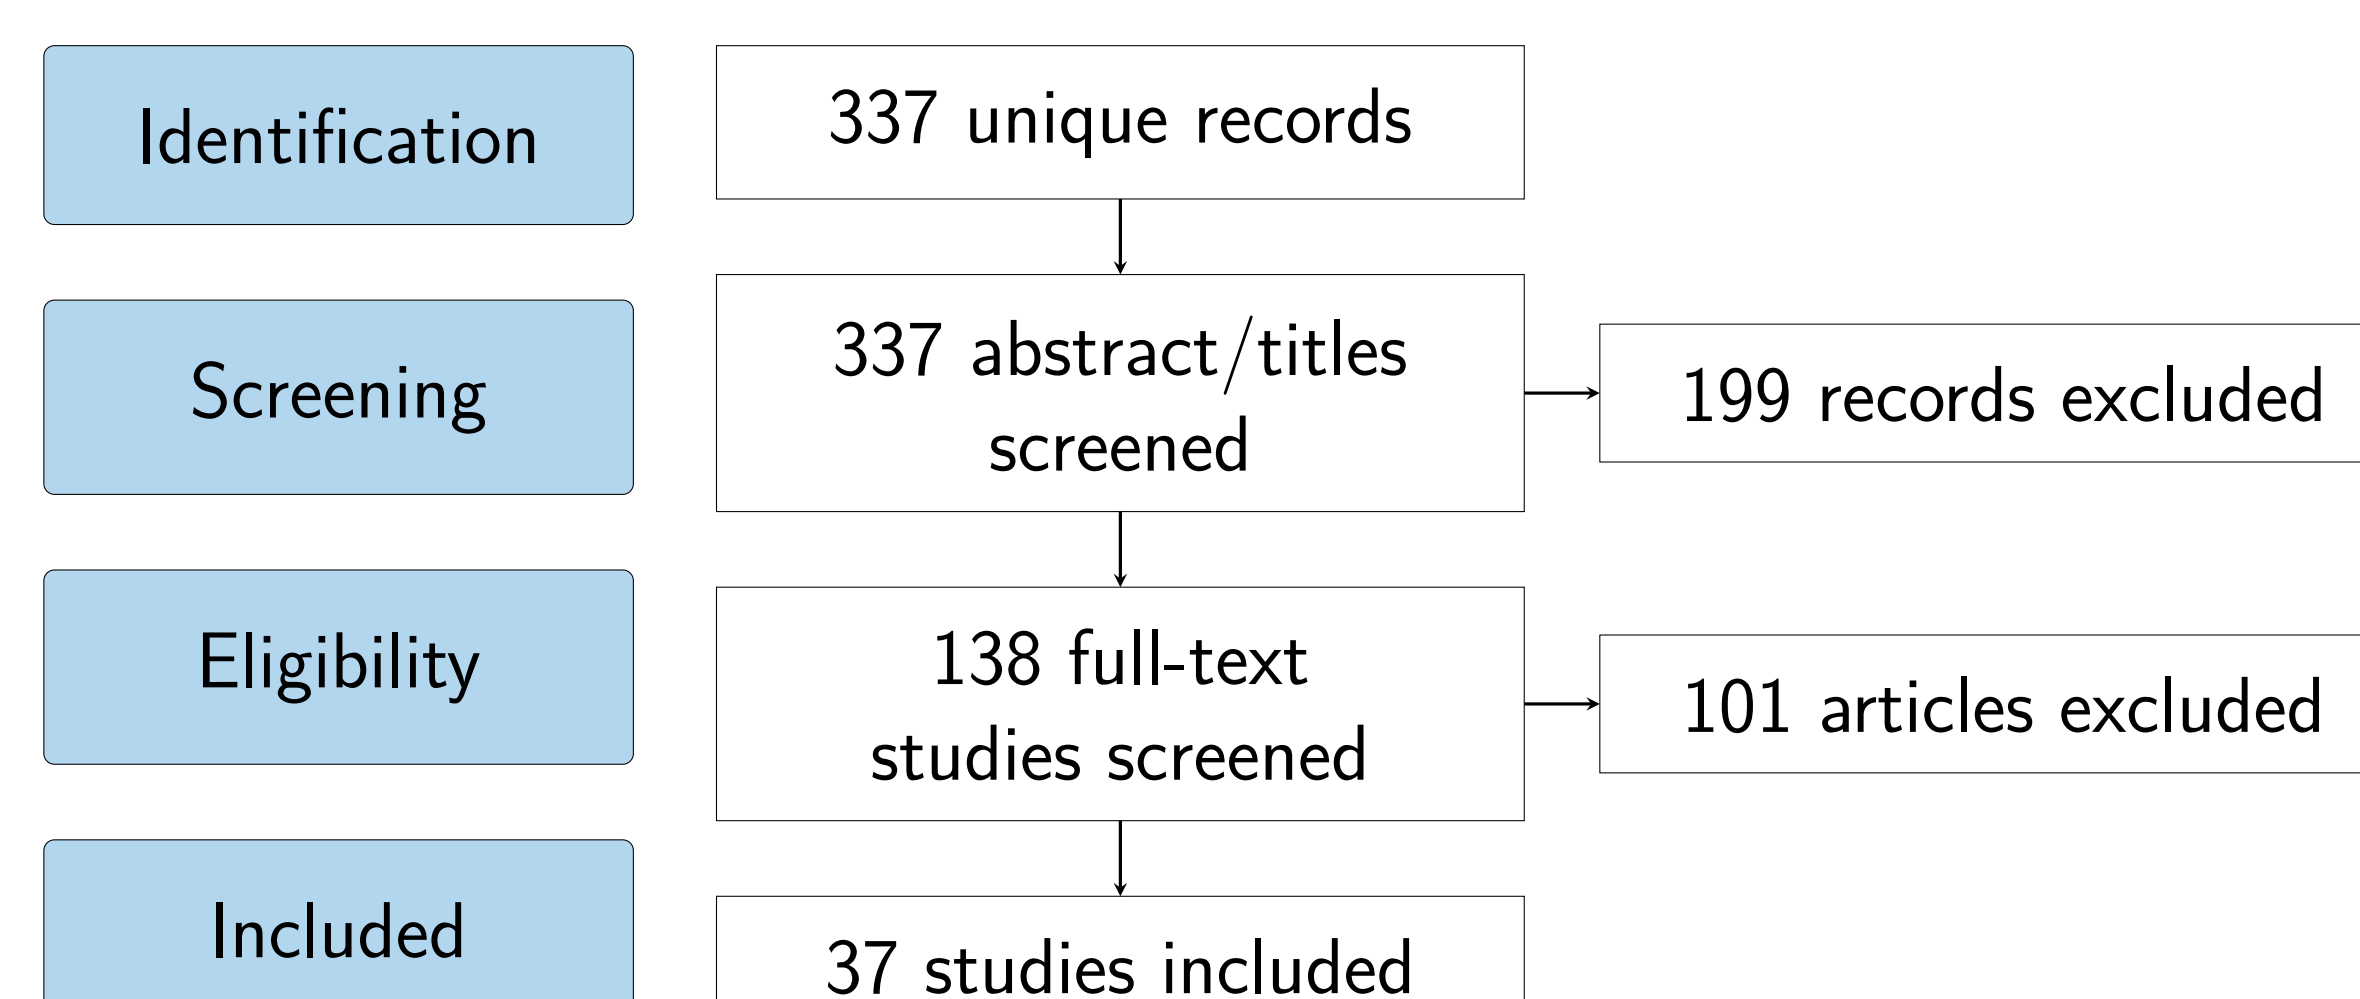 Identification
337 unique records
Screening
337 abstract/titles
screened
199 records excluded
Eligibility
138 full-text
studies screened
101 articles excluded
Included
37 studies included